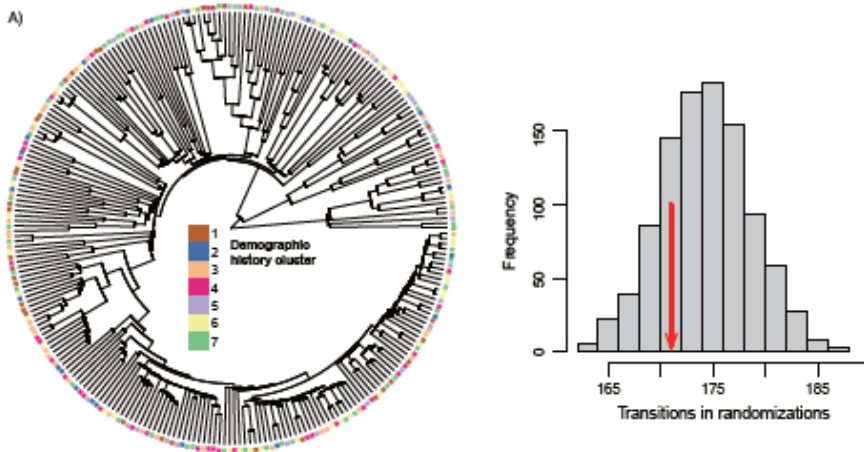 A)
1
2
3
4
5
6
7
Demographic
history cluster
Frequency
150
100
50
0
165
175
185
Transitions in randomizations